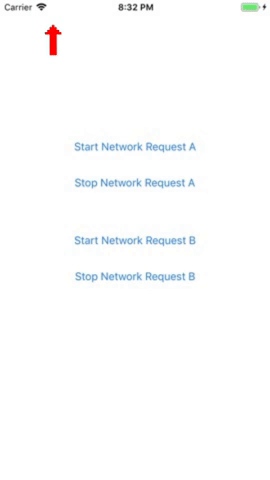 Carrier 8:32 PM
Start Network Request A
Stop Network Request A
Start Network Request B
Stop Network Request B